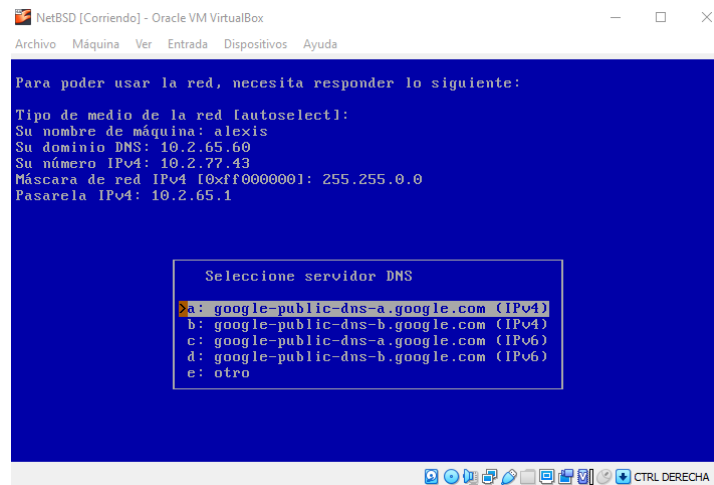 NetBSD [Corriendo] - Oracle VM VirtualBox
Archivo Máquina Ver Entrada Dispositivos Ayuda
Para poder usar la red, necesita responder lo siguiente:
Tipo de medio de la red [autoselect]:
Su nombre de máquina: alexis
Su dominio DNS: 10.2.65.60
Su número IPv4: 10.2.77.43
Máscara de red IPv4 [0xff000000]: 255.255.0.0
Pasarela IPv4: 10.2.65.1
Seleccione servidor DNS
>a: google-public-dns-a.google.com (IPv4)
b: google-public-dns-b.google.com (IPv4)
c: google-public-dns-a.google.com (IPv6)
d: google-public-dns-b.google.com (IPv6)
e: otro
CTRL DERECHA